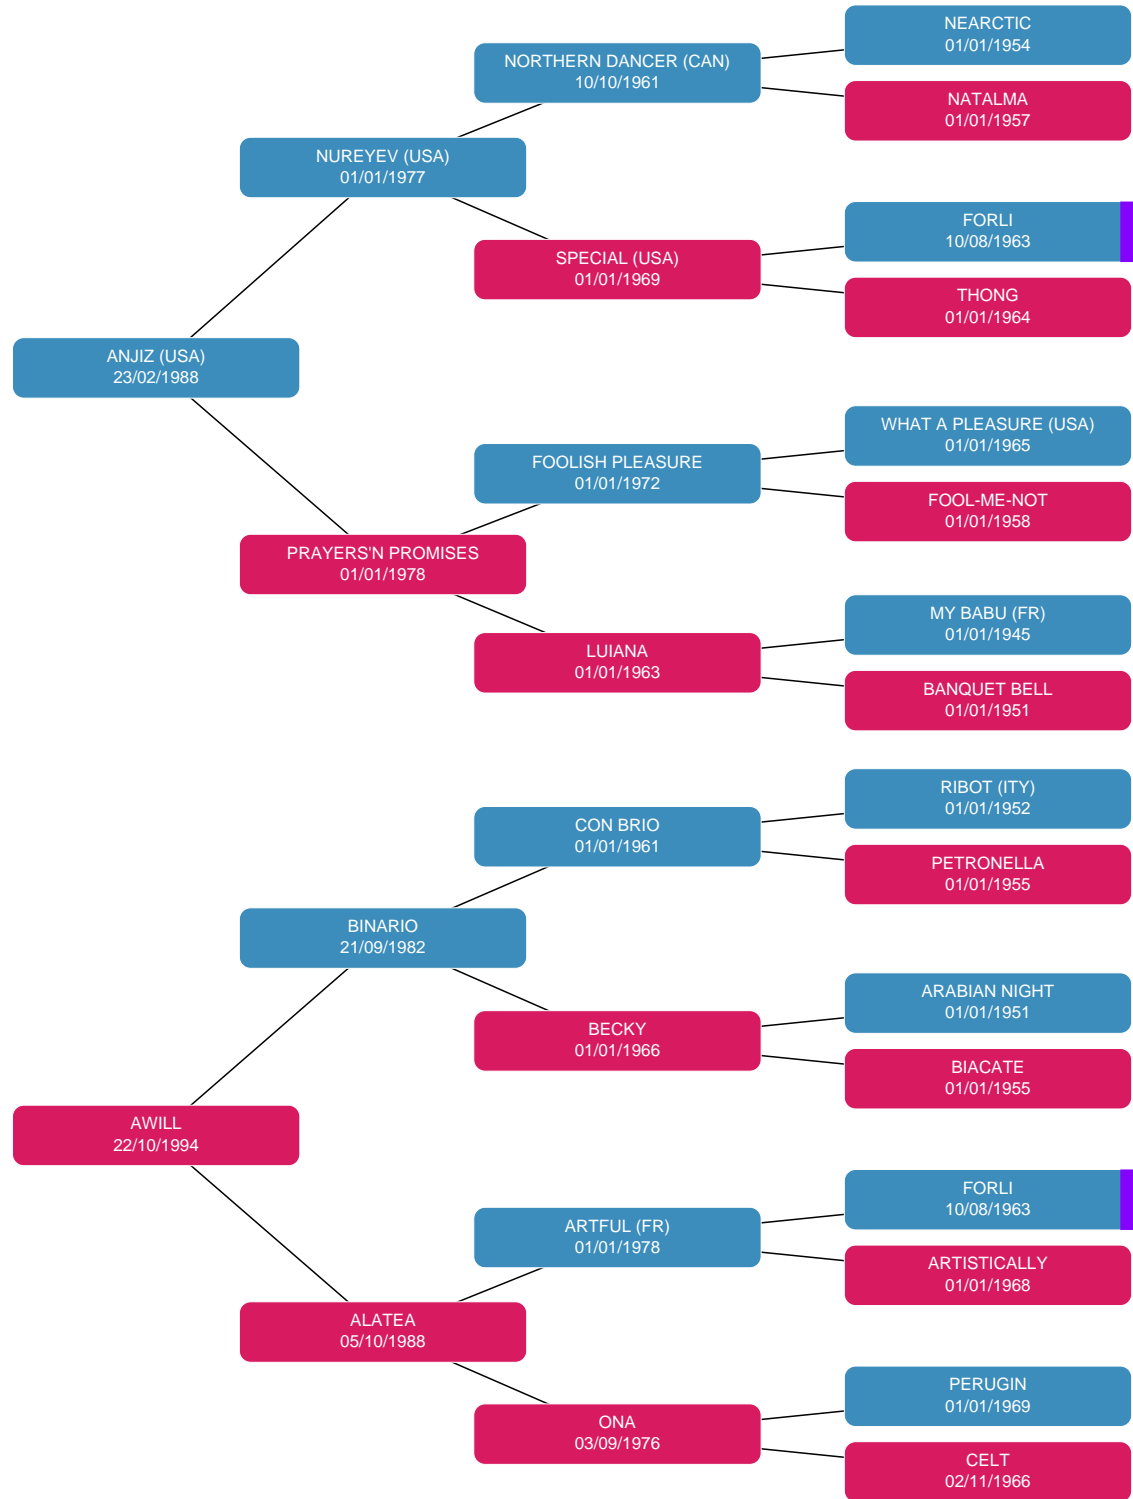 NEARCTIC
01/01/1954
NORTHERN DANCER (CAN)
10/10/1961
NATALMA
01/01/1957
NUREYEV (USA)
01/01/1977
FORLI
10/08/1963
SPECIAL (USA)
01/01/1969
THONG
01/01/1964
ANJIZ (USA)
23/02/1988
WHAT A PLEASURE (USA)
01/01/1965
FOOLISH PLEASURE
01/01/1972
FOOL-ME-NOT
01/01/1958
PRAYERS'N PROMISES
01/01/1978
MY BABU (FR)
01/01/1945
LUIANA
01/01/1963
BANQUET BELL
01/01/1951
RIBOT (ITY)
01/01/1952
CON BRIO
01/01/1961
PETRONELLA
01/01/1955
BINARIO
21/09/1982
ARABIAN NIGHT
01/01/1951
BECKY
01/01/1966
BIACATE
01/01/1955
AWILL
22/10/1994
FORLI
10/08/1963
ARTFUL (FR)
01/01/1978
ARTISTICALLY
01/01/1968
ALATEA
05/10/1988
PERUGIN
01/01/1969
ONA
03/09/1976
CELT
02/11/1966